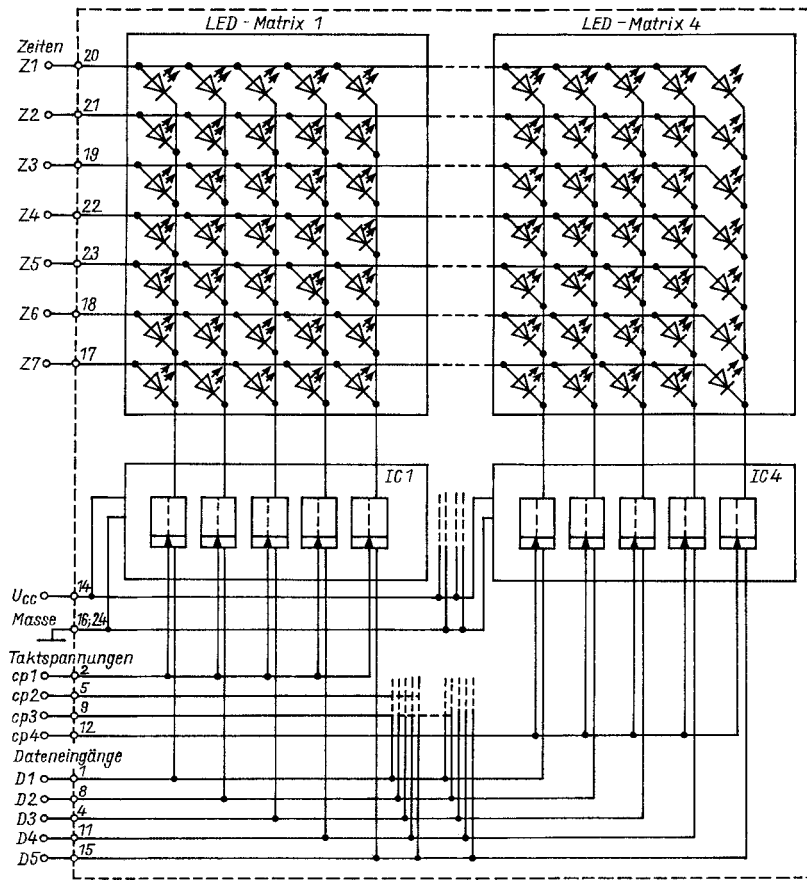 LED-Matrix 1
LED-Matrix 4
Zeiten
Z1 20
Z2 21
Z3 19
Z4 22
Z5 23
Z6 18
Z7 17
IC1
IC4
UCC 14
Masse 16,24
Taktspannungen
cp1 2
cp2 5
cp3 9
cp4 12
Dateneingänge
D1 1
D2 8
D3 4
D4 11
D5 15